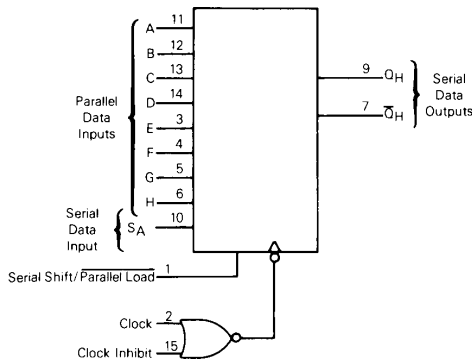 A 11
B 12
C 13
D 14
E 3
F 4
G 5
H 6
Parallel
Data
Inputs
Serial
Data
Input
SA 10
Serial Shift/Parallel Load 1
Clock 2
Clock Inhibit 15
9 QH
7 Q̅H
Serial
Data
Outputs